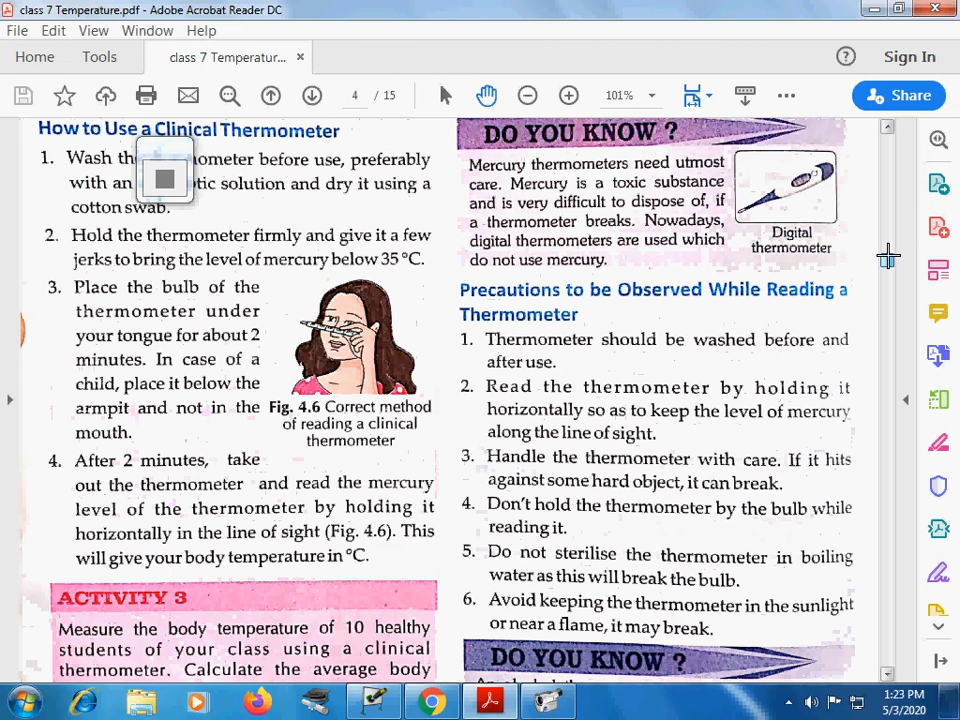 class 7 Temperature.pdf - Adobe Acrobat Reader DC
File Edit View Window Help
Home Tools class 7 Temperatur... × Sign In
4 / 15 101% Share
How to Use a Clinical Thermometer
1. Wash th ometer before use, preferably
with an tic solution and dry it using a
cotton swab.
2. Hold the thermometer firmly and give it a few
jerks to bring the level of mercury below 35 °C.
3. Place the bulb of the
thermometer under
your tongue for about 2
minutes. In case of a
child, place it below the
armpit and not in the
mouth.
Fig. 4.6 Correct method
of reading a clinical
thermometer
4. After 2 minutes, take
out the thermometer and read the mercury
level of the thermometer by holding it
horizontally in the line of sight (Fig. 4.6). This
will give your body temperature in °C.
ACTIVITY 3
Measure the body temperature of 10 healthy
students of your class using a clinical
thermometer. Calculate the average body
DO YOU KNOW ?
Mercury thermometers need utmost
care. Mercury is a toxic substance
and is very difficult to dispose of, if
a thermometer breaks. Nowadays,
digital thermometers are used which
do not use mercury.
Digital
thermometer
Precautions to be Observed While Reading a
Thermometer
1. Thermometer should be washed before and
after use.
2. Read the thermometer by holding it
horizontally so as to keep the level of mercury
along the line of sight.
3. Handle the thermometer with care. If it hits
against some hard object, it can break.
4. Don't hold the thermometer by the bulb while
reading it.
5. Do not sterilise the thermometer in boiling
water as this will break the bulb.
6. Avoid keeping the thermometer in the sunlight
or near a flame, it may break.
DO YOU KNOW ?
1:23 PM
5/3/2020